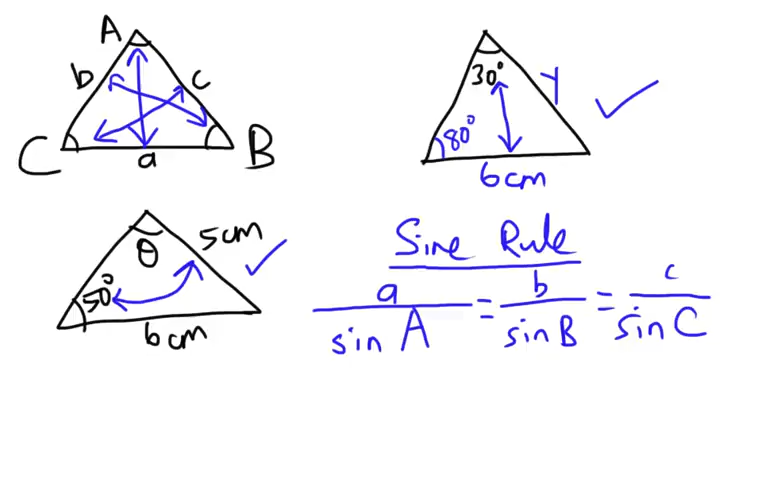 A
b c
C a B
30° Y
80°
6cm
θ 5cm
50°
6cm
Sine Rule
a/sin A = b/sin B = c/sin C